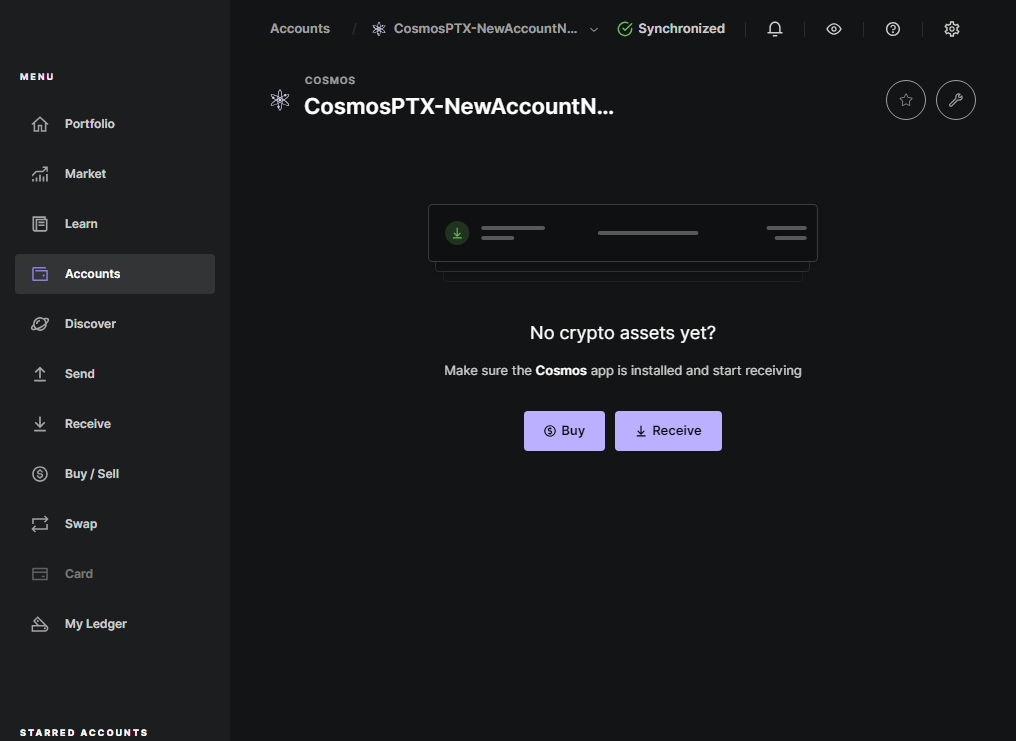 Accounts / CosmosPTX-NewAccountN... Synchronized
MENU
COSMOS
CosmosPTX-NewAccountN...
Portfolio
Market
Learn
Accounts
Discover
Send
Receive
Buy / Sell
Swap
Card
My Ledger
No crypto assets yet?
Make sure the Cosmos app is installed and start receiving
Buy
Receive
STARRED ACCOUNTS